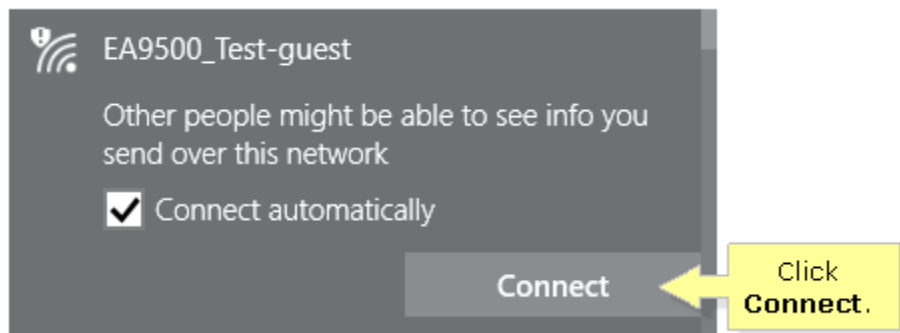 EA9500_Test-guest
Other people might be able to see info you
send over this network
Connect automatically
Connect
Click
Connect.